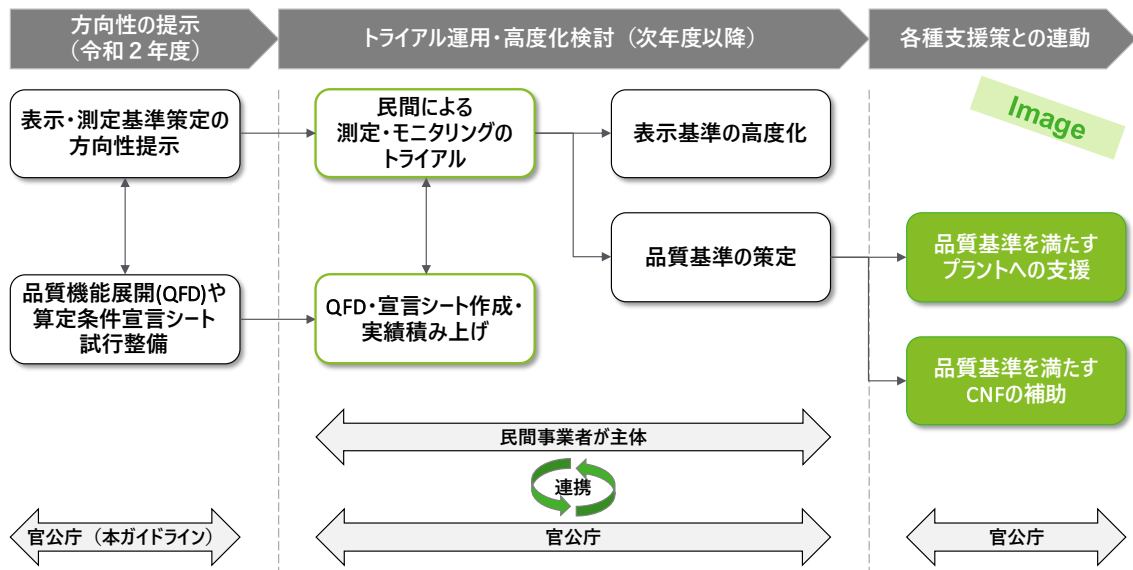 方向性の提示
（令和２年度）
トライアル運用・高度化検討（次年度以降）
各種支援策との連動
Image
表示・測定基準策定の
方向性提示
民間による
測定・モニタリングの
トライアル
表示基準の高度化
品質基準の策定
品質基準を満たす
プラントへの支援
品質機能展開(QFD)や
算定条件宣言シート
試行整備
QFD・宣言シート作成・
実績積み上げ
品質基準を満たす
CNFの補助
民間事業者が主体
連携
官公庁（本ガイドライン）
官公庁
官公庁